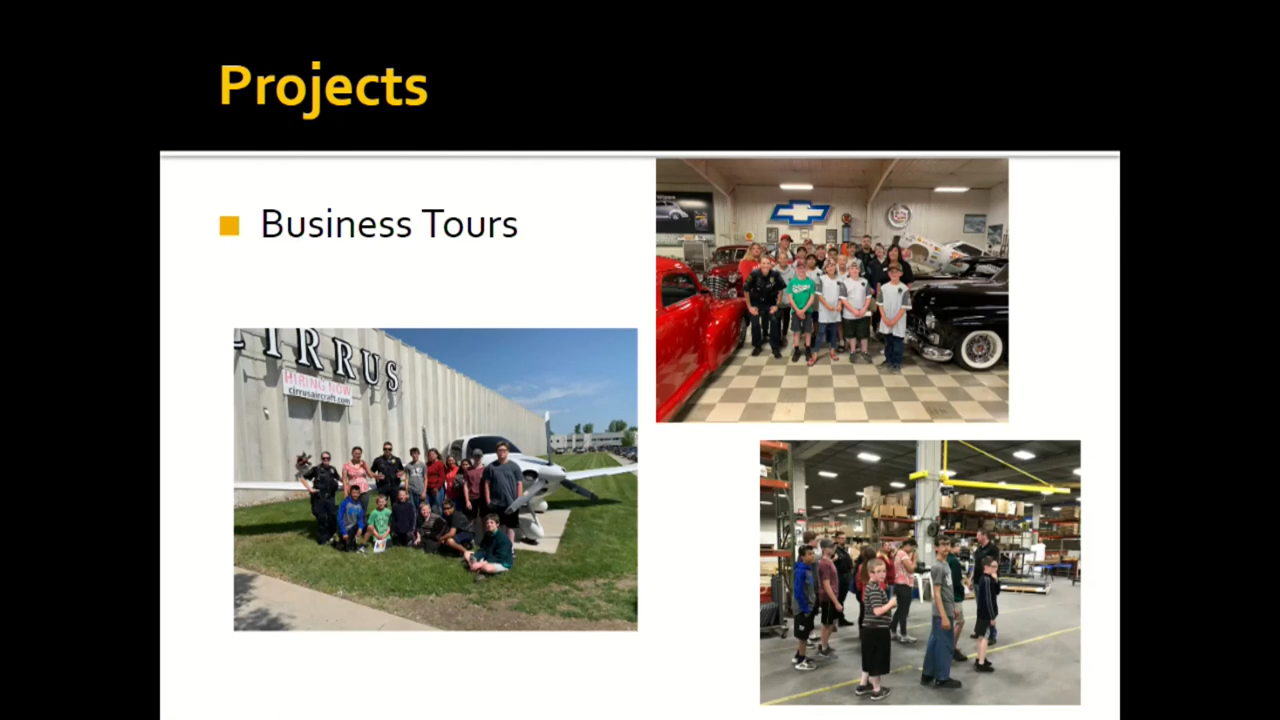 Projects
Business Tours
CIRRUS
HIRING NOW
cirrusaircraft.com